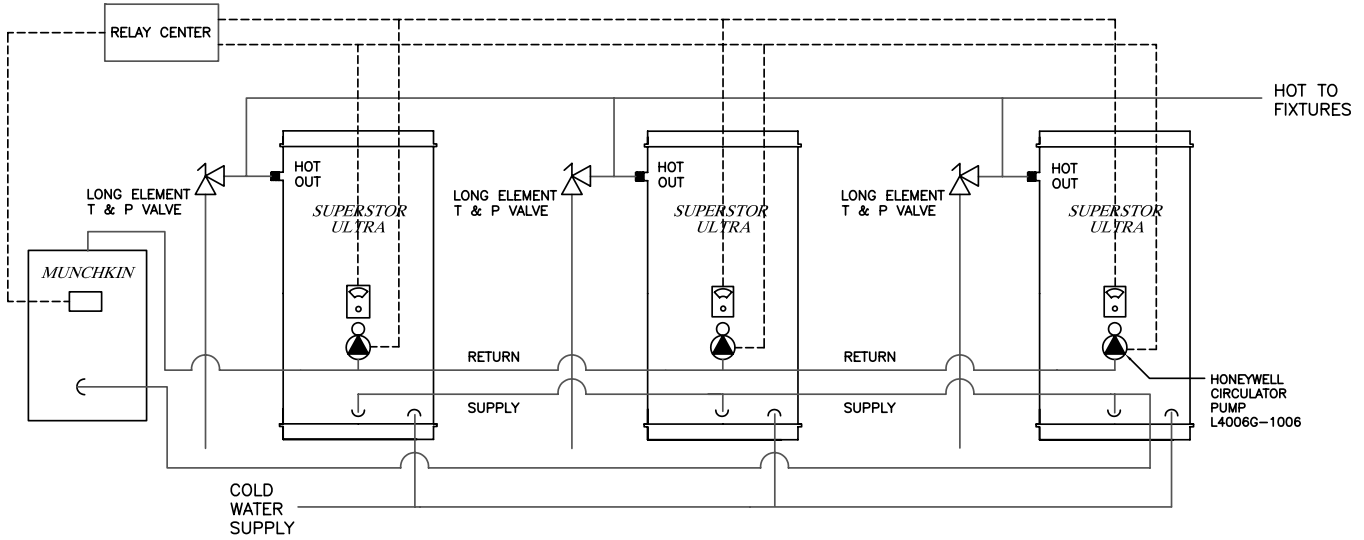 RELAY CENTER
HOT TO
FIXTURES
HOT
OUT
LONG ELEMENT
T & P VALVE
SUPERSTOR
ULTRA
HOT
OUT
LONG ELEMENT
T & P VALVE
SUPERSTOR
ULTRA
HOT
OUT
LONG ELEMENT
T & P VALVE
SUPERSTOR
ULTRA
MUNCHKIN
RETURN
RETURN
SUPPLY
SUPPLY
HONEYWELL
CIRCULATOR
PUMP
L4006G-1006
COLD
WATER
SUPPLY